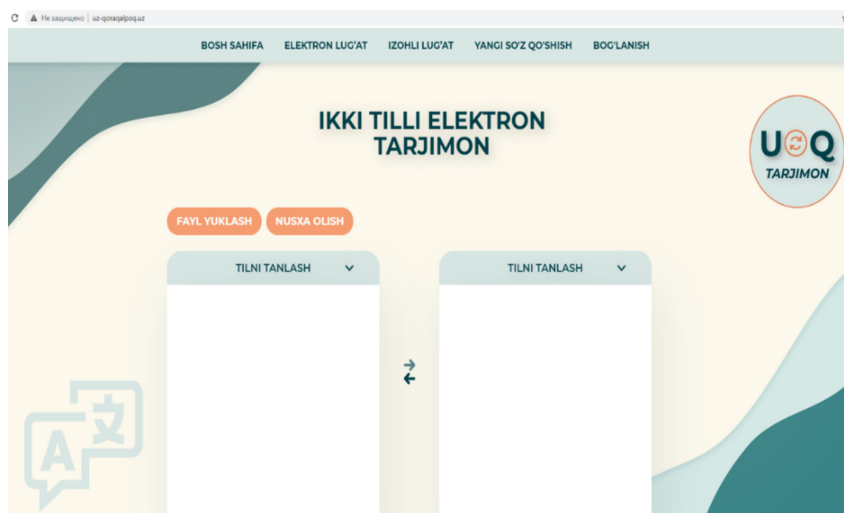 Не защищено | uz-qoraqalpoq.uz
BOSH SAHIFA ELEKTRON LUG'AT IZOHLI LUG'AT YANGI SO'Z QO'SHISH BOG'LANISH
IKKI TILLI ELEKTRON
TARJIMON
U Q
TARJIMON
FAYL YUKLASH NUSXA OLISH
TILNI TANLASH TILNI TANLASH
A 文